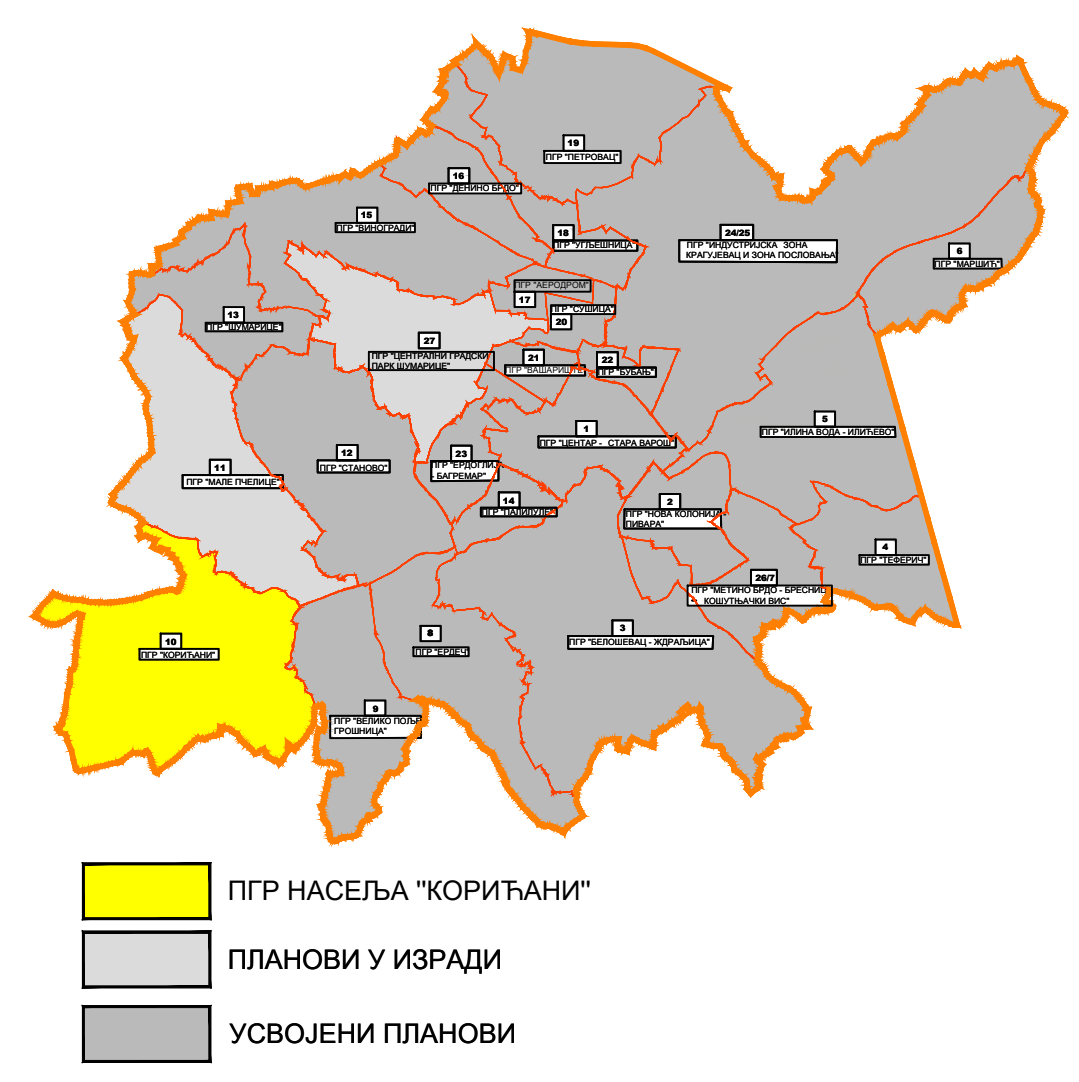 19
ПГР "ПЕТРОВАЦ"
16
ПГР "ДЕНИНО БРДО"
15
ПГР "ВИНОГРАДИ"
18
ПГР "УГЉЕШНИЦА
24/25
ПГР "ИНДУСТРИЈСКА ЗОНА
КРАГУЈЕВАЦ И ЗОНА ПОСЛОВАЊА
6
ПГР "МАРШИЋ"
ПГР "АЕРОДРОМ"
17
ПГР "СУШИЦА"
20
13
ПГР "ШУМАРИЦЕ"
27
ПГР "ЦЕНТРАЛНИ ГРАДСКИ
ПАРК ШУМАРИЦЕ"
21
ПГР "ВАШАРИШТЕ
22
ПГР "БУБАЊ"
5
ПГР "ИЛИНА ВОДА - ИЛИЋЕВО"
1
ПГР "ЦЕНТАР - СТАРА ВАРОШ"
12
ПГР "СТАНОВО"
23
ПГР "ЕРДОГЛИЈА
- БАГРЕМАР"
11
ПГР "МАЛЕ ПЧЕЛИЦЕ"
14
ПГР "ПАЛИЛУЛЕ"
2
ПГР "НОВА КОЛОНИЈА
ПИВАРА"
4
ПГР "ТЕФЕРИЧ"
26/7
ПГР "МЕТИНО БРДО - БРЕСНИЦ
- КОШУТЊАЧКИ ВИС"
10
ПГР "КОРИЋАНИ"
8
ПГР "ЕРДЕЧ
3
ПГР "БЕЛОШЕВАЦ - ЖДРАЉИЦА"
9
ПГР "ВЕЛИКО ПОЉЕ
ГРОШНИЦА"
ПГР НАСЕЉА "КОРИЋАНИ"
ПЛАНОВИ У ИЗРАДИ
УСВОЈЕНИ ПЛАНОВИ